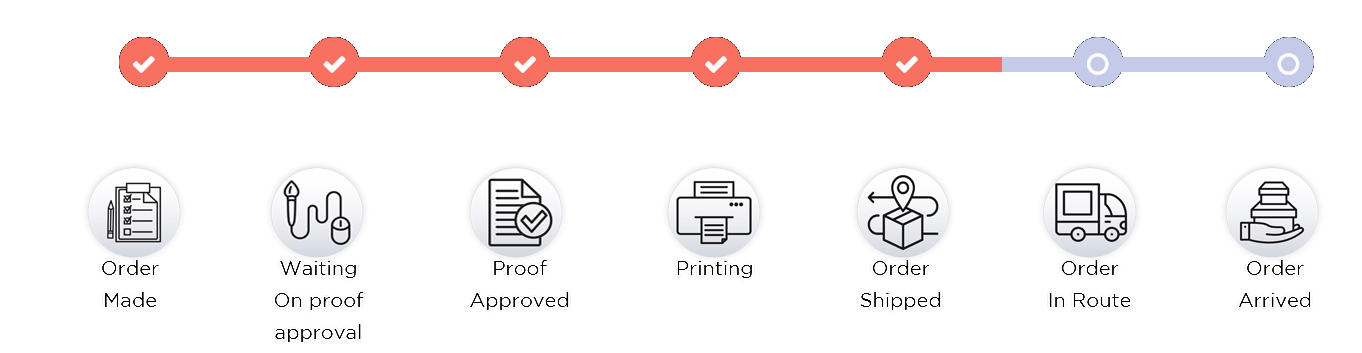 Order
Made
Waiting
On proof
approval
Proof
Approved
Printing
Order
Shipped
Order
In Route
Order
Arrived